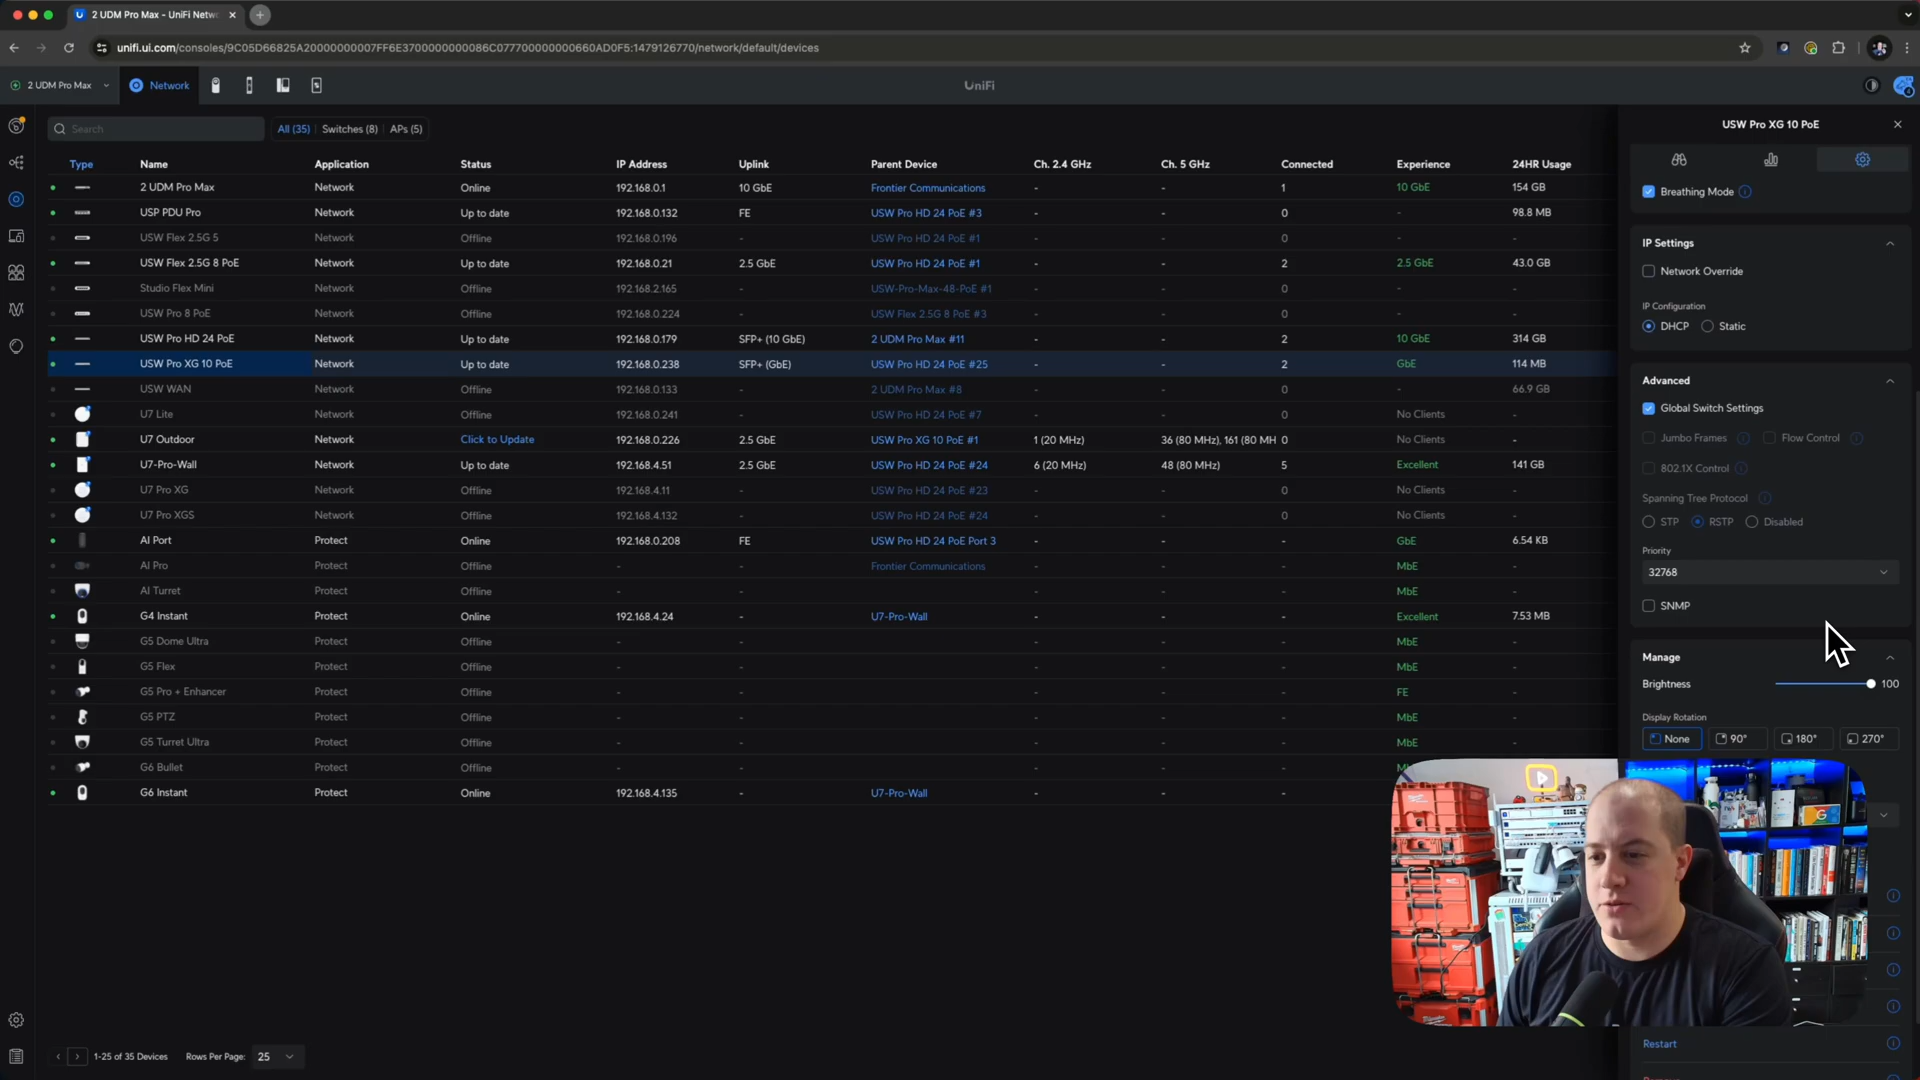 2 UDM Pro Max - UniFi Netw
unifi.ui.com/consoles/9C05D66825A20000000007FF6E3700000000086C077700000000660AD0F5:1479126770/network/default/devices
2 UDM Pro Max Network UniFi
Search All (35) Switches (8) APs (5)
Type Name Application Status IP Address Uplink Parent Device Ch. 2.4 GHz Ch. 5 GHz Connected Experience 24HR Usage
2 UDM Pro Max Network Online 192.168.0.1 10 GbE Frontier Communications - - 1 10 GbE 154 GB
USP PDU Pro Network Up to date 192.168.0.132 FE USW Pro HD 24 PoE #3 - - 0 - 98.8 MB
USW Flex 2.5G 5 Network Offline 192.168.0.196 - USW Pro HD 24 PoE #1 - - 0 - -
USW Flex 2.5G 8 PoE Network Up to date 192.168.0.21 2.5 GbE USW Pro HD 24 PoE #1 - - 2 2.5 GbE 43.0 GB
Studio Flex Mini Network Offline 192.168.2.165 - USW-Pro-Max-48-PoE #1 - - 0 - -
USW Pro 8 PoE Network Offline 192.168.0.224 - USW Flex 2.5G 8 PoE #3 - - 0 - -
USW Pro HD 24 PoE Network Up to date 192.168.0.179 SFP+ (10 GbE) 2 UDM Pro Max #11 - - 2 10 GbE 314 GB
USW Pro XG 10 PoE Network Up to date 192.168.0.238 SFP+ (GbE) USW Pro HD 24 PoE #25 - - 2 GbE 114 MB
USW WAN Network Offline 192.168.0.133 - 2 UDM Pro Max #8 - - 0 - 66.9 GB
U7 Lite Network Offline 192.168.0.241 - USW Pro HD 24 PoE #7 - - 0 No Clients -
U7 Outdoor Network Click to Update 192.168.0.226 2.5 GbE USW Pro XG 10 PoE #1 1 (20 MHz) 36 (80 MHz), 161 (80 MH 0 No Clients -
U7-Pro-Wall Network Up to date 192.168.4.51 2.5 GbE USW Pro HD 24 PoE #24 6 (20 MHz) 48 (80 MHz) 5 Excellent 141 GB
U7 Pro XG Network Offline 192.168.4.11 - USW Pro HD 24 PoE #23 - - 0 No Clients -
U7 Pro XGS Network Offline 192.168.4.132 - USW Pro HD 24 PoE #24 - - 0 No Clients -
AI Port Protect Online 192.168.0.208 FE USW Pro HD 24 PoE Port 3 - - - GbE 6.54 KB
AI Pro Protect Offline - - Frontier Communications - - - MbE -
AI Turret Protect Offline - - - - - MbE -
G4 Instant Protect Online 192.168.4.24 - U7-Pro-Wall - - - Excellent 7.53 MB
G5 Dome Ultra Protect Offline - - - - - MbE -
G5 Flex Protect Offline - - - - - MbE -
G5 Pro + Enhancer Protect Offline - - - - - FE -
G5 PTZ Protect Offline - - - - - MbE -
G5 Turret Ultra Protect Offline - - - - - MbE -
G6 Bullet Protect Offline - - - - -
G6 Instant Protect Online 192.168.4.135 - U7-Pro-Wall - - -
1-25 of 35 Devices Rows Per Page: 25
USW Pro XG 10 PoE
Breathing Mode
IP Settings
Network Override
IP Configuration
DHCP Static
Advanced
Global Switch Settings
Jumbo Frames Flow Control
802.1X Control
Spanning Tree Protocol
STP RSTP Disabled
Priority
32768
SNMP
Manage
Brightness 100
Display Rotation
None 90° 180° 270°
G
Restart